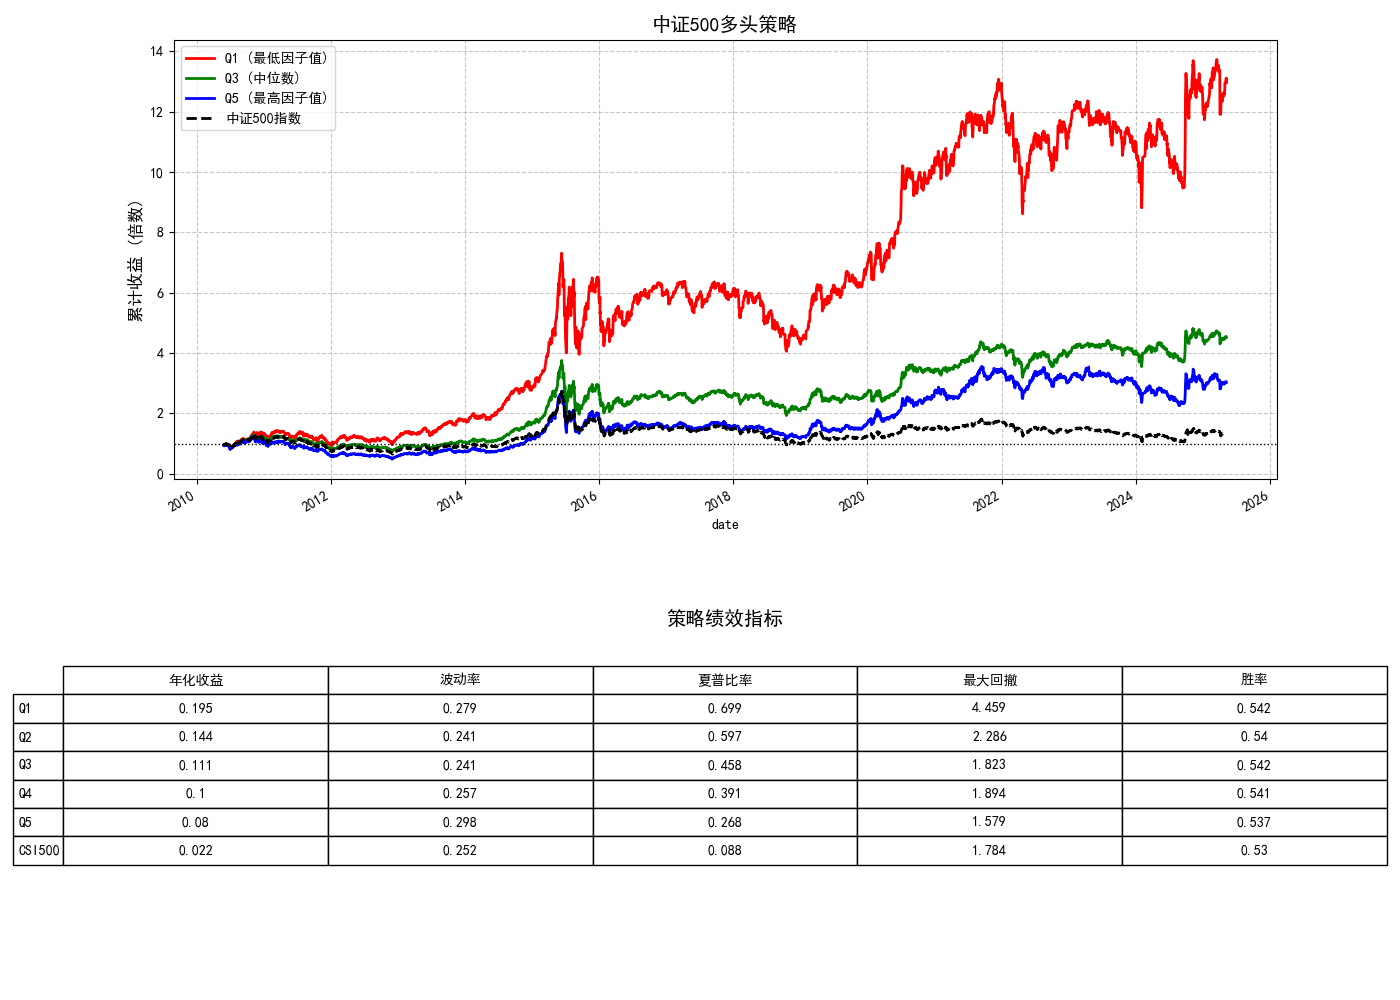 中证500多头策略
Q1 (最低因子值)
Q3 (中位数)
Q5 (最高因子值)
中证500指数
累计收益 (倍数)
14
12
10
8
6
4
2
0
2010 2012 2014 2016 2018 2020 2022 2024 2026
date
策略绩效指标
年化收益 波动率 夏普比率 最大回撤 胜率
Q1 0.195 0.279 0.699 4.459 0.542
Q2 0.144 0.241 0.597 2.286 0.54
Q3 0.111 0.241 0.458 1.823 0.542
Q4 0.1 0.257 0.391 1.894 0.541
Q5 0.08 0.298 0.268 1.579 0.537
CSI500 0.022 0.252 0.088 1.784 0.53